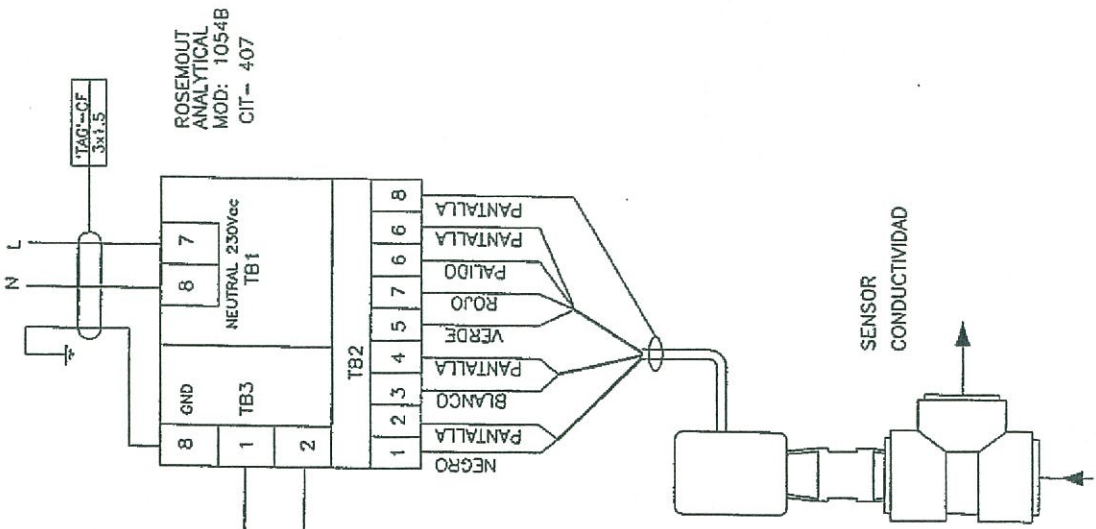 'TAG'-CF
3x1.5
ROSEMOUT
ANALYTICAL
MOD: 1054B
CIT- 407
N
L
8
7
NEUTRAL 230Vac
TB1
8
GND
1
TB3
2
TB2
1
2
3
4
5
7
6
6
8
NEGRO
PANTALLA
BLANCO
PANTALLA
VERDE
ROJO
PALIDO
PANTALLA
PANTALLA
SENSOR
CONDUCTIVIDAD